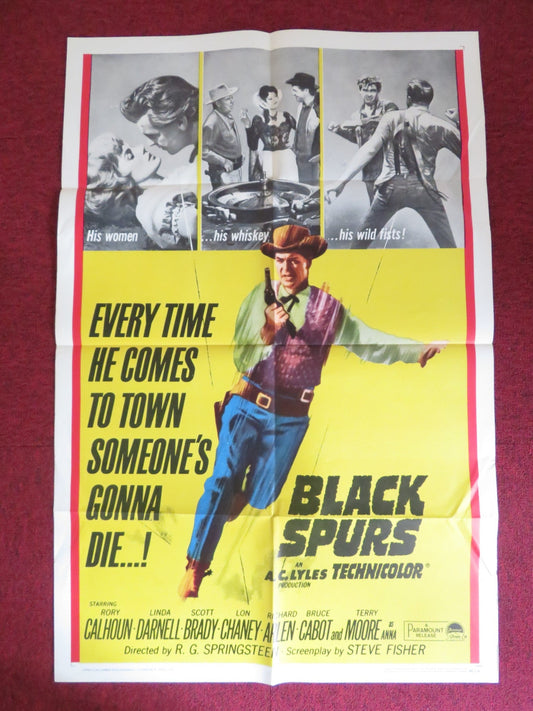 His women
...his whiskey
...his wild fists!
EVERY TIME
HE COMES
TO TOWN
SOMEONE'S
GONNA
DIE...!
BLACK
SPURS
AN
A.C. LYLES TECHNICOLOR®
PRODUCTION
STARRING
RORY LINDA SCOTT LON RICHARD BRUCE TERRY
CALHOUN·DARNELL·BRADY·CHANEY·ARLEN·CABOT and MOORE AS ANNA
A PARAMOUNT RELEASE
Directed by R. G. SPRINGSTEEN · Screenplay by STEVE FISHER